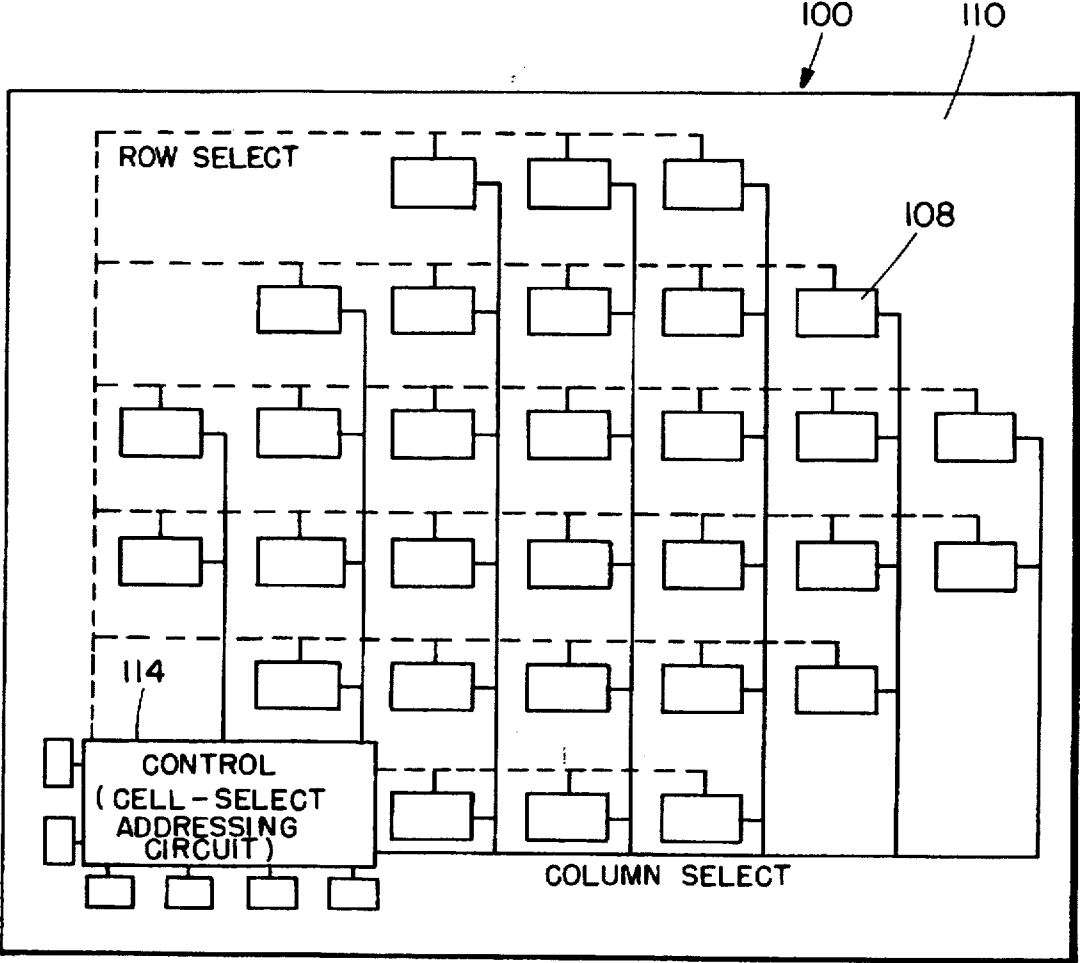 100
110
ROW SELECT
108
114
CONTROL
(CELL-SELECT
ADDRESSING
CIRCUIT)
COLUMN SELECT